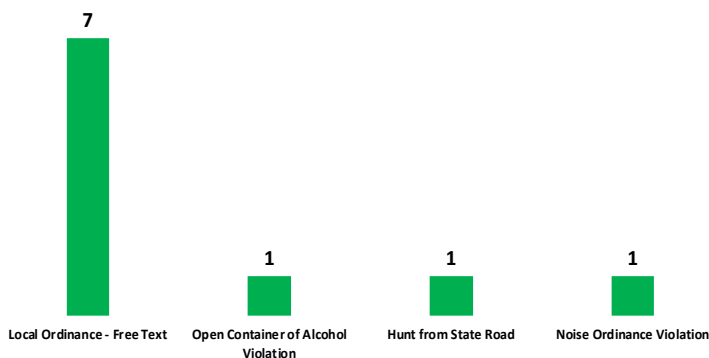 7
1
1
1
Local Ordinance - Free Text
Open Container of Alcohol
Violation
Hunt from State Road
Noise Ordinance Violation